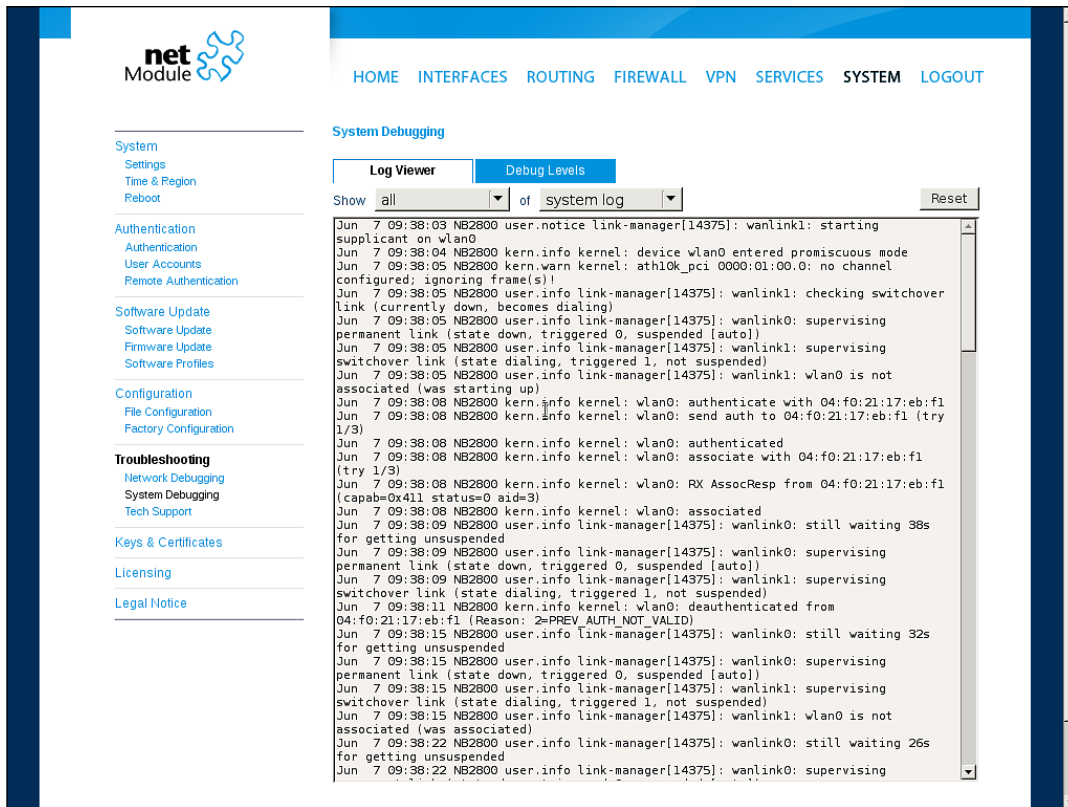 net
Module
HOME INTERFACES ROUTING FIREWALL VPN SERVICES SYSTEM LOGOUT
System
Settings
Time & Region
Reboot
Authentication
Authentication
User Accounts
Remote Authentication
Software Update
Software Update
Firmware Update
Software Profiles
Configuration
File Configuration
Factory Configuration
Troubleshooting
Network Debugging
System Debugging
Tech Support
Keys & Certificates
Licensing
Legal Notice
System Debugging
Log Viewer Debug Levels
Show all of system log Reset
Jun 7 09:38:03 NB2800 user.notice link-manager[14375]: wanlink1: starting
supplicant on wlan0
Jun 7 09:38:04 NB2800 kern.info kernel: device wlan0 entered promiscuous mode
Jun 7 09:38:05 NB2800 kern.warn kernel: ath10k_pci 0000:01:00.0: no channel
configured; ignoring frame(s)!
Jun 7 09:38:05 NB2800 user.info link-manager[14375]: wanlink1: checking switchover
link (currently down, becomes dialing)
Jun 7 09:38:05 NB2800 user.info link-manager[14375]: wanlink0: supervising
permanent link (state down, triggered 0, suspended [auto])
Jun 7 09:38:05 NB2800 user.info link-manager[14375]: wanlink1: supervising
switchover link (state dialing, triggered 1, not suspended)
Jun 7 09:38:05 NB2800 user.info link-manager[14375]: wanlink1: wlan0 is not
associated (was starting up)
Jun 7 09:38:08 NB2800 kern.info kernel: wlan0: authenticate with 04:f0:21:17:eb:f1
Jun 7 09:38:08 NB2800 kern.info kernel: wlan0: send auth to 04:f0:21:17:eb:f1 (try
1/3)
Jun 7 09:38:08 NB2800 kern.info kernel: wlan0: authenticated
Jun 7 09:38:08 NB2800 kern.info kernel: wlan0: associate with 04:f0:21:17:eb:f1
(try 1/3)
Jun 7 09:38:08 NB2800 kern.info kernel: wlan0: RX AssocResp from 04:f0:21:17:eb:f1
(capab=0x411 status=0 aid=3)
Jun 7 09:38:08 NB2800 kern.info kernel: wlan0: associated
Jun 7 09:38:09 NB2800 user.info link-manager[14375]: wanlink0: still waiting 38s
for getting unsuspended
Jun 7 09:38:09 NB2800 user.info link-manager[14375]: wanlink0: supervising
permanent link (state down, triggered 0, suspended [auto])
Jun 7 09:38:09 NB2800 user.info link-manager[14375]: wanlink1: supervising
switchover link (state dialing, triggered 1, not suspended)
Jun 7 09:38:11 NB2800 kern.info kernel: wlan0: deauthenticated from
04:f0:21:17:eb:f1 (Reason: 2=PREV_AUTH_NOT_VALID)
Jun 7 09:38:15 NB2800 user.info link-manager[14375]: wanlink0: still waiting 32s
for getting unsuspended
Jun 7 09:38:15 NB2800 user.info link-manager[14375]: wanlink0: supervising
permanent link (state down, triggered 0, suspended [auto])
Jun 7 09:38:15 NB2800 user.info link-manager[14375]: wanlink1: supervising
switchover link (state dialing, triggered 1, not suspended)
Jun 7 09:38:15 NB2800 user.info link-manager[14375]: wanlink1: wlan0 is not
associated (was associated)
Jun 7 09:38:22 NB2800 user.info link-manager[14375]: wanlink0: still waiting 26s
for getting unsuspended
Jun 7 09:38:22 NB2800 user.info link-manager[14375]: wanlink0: supervising